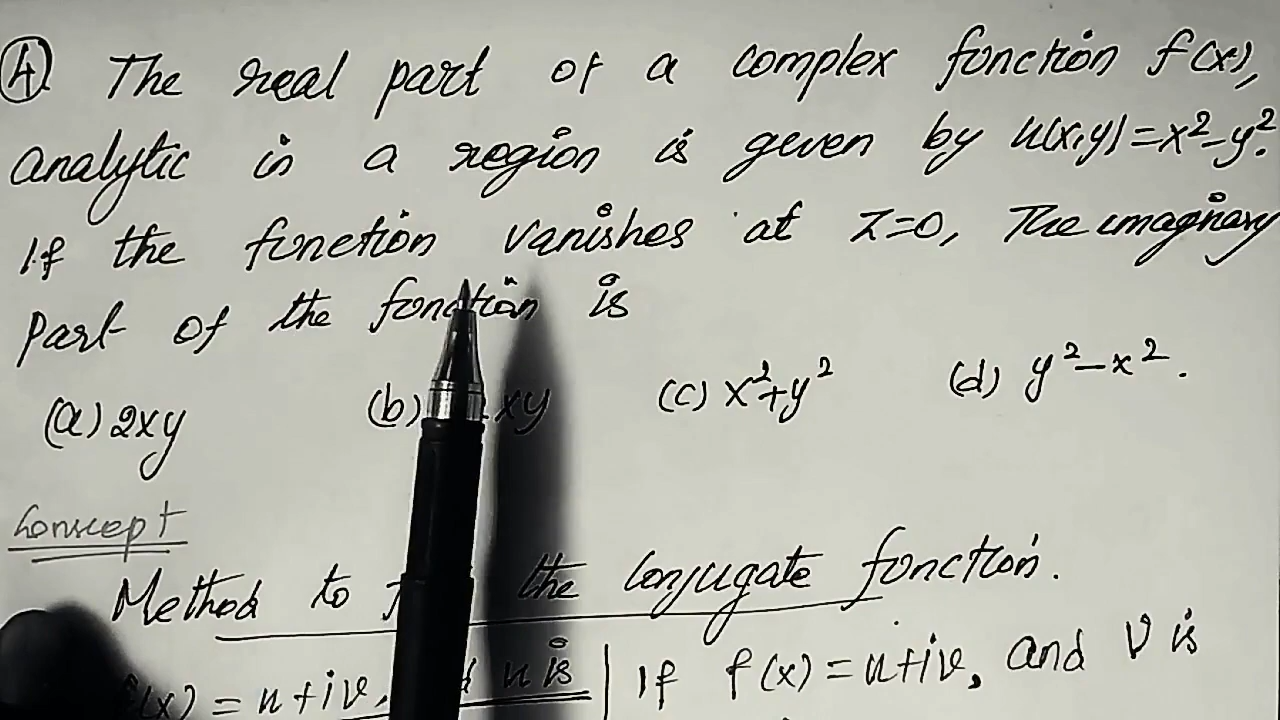 ④ The real part of a complex function f(x),
analytic in a region is given by u(x,y)=x²-y².
If the function vanishes at z=0, The imaginary
Part of the function is
(a) 2xy (b) xy (c) x²+y² (d) y²-x².
Conscept
Method to the Conjugate function.
f(x) = u+iv, u is | If f(x) = u+iv, and V is